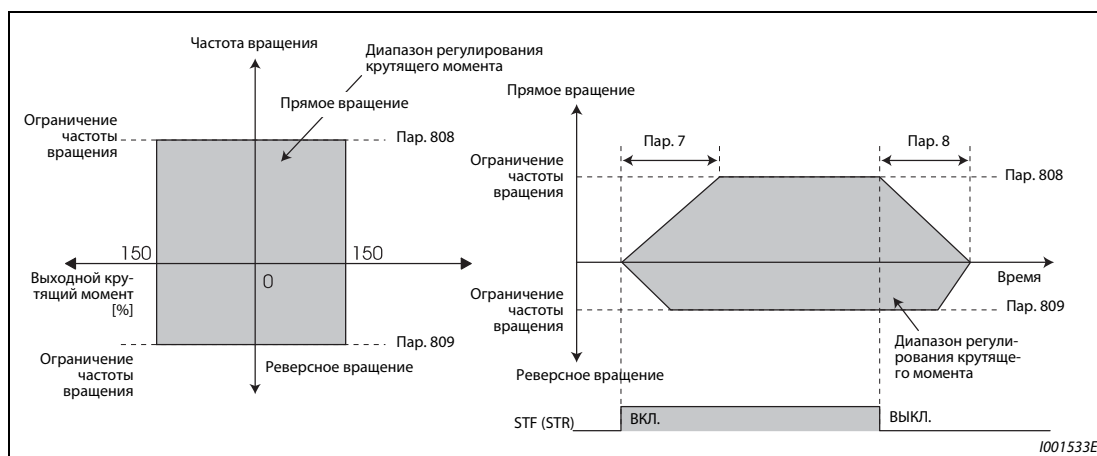 Частота вращения
Диапазон регулирования
крутящего момента
Прямое вращение
Ограничение
частоты
вращения
Пар. 808
150
150
0
Выходной кру-
тящий момент
[%]
Пар. 809
Ограничение
частоты
вращения
Реверсное вращение
Прямое вращение
Пар. 7
Пар. 8
Ограничение
частоты
вращения
Пар. 808
Время
Ограничение
частоты
вращения
Пар. 809
Диапазон регули-
рования крутяще-
го момента
Реверсное вращение
STF (STR)
ВКЛ.
ВЫКЛ.
I001533E